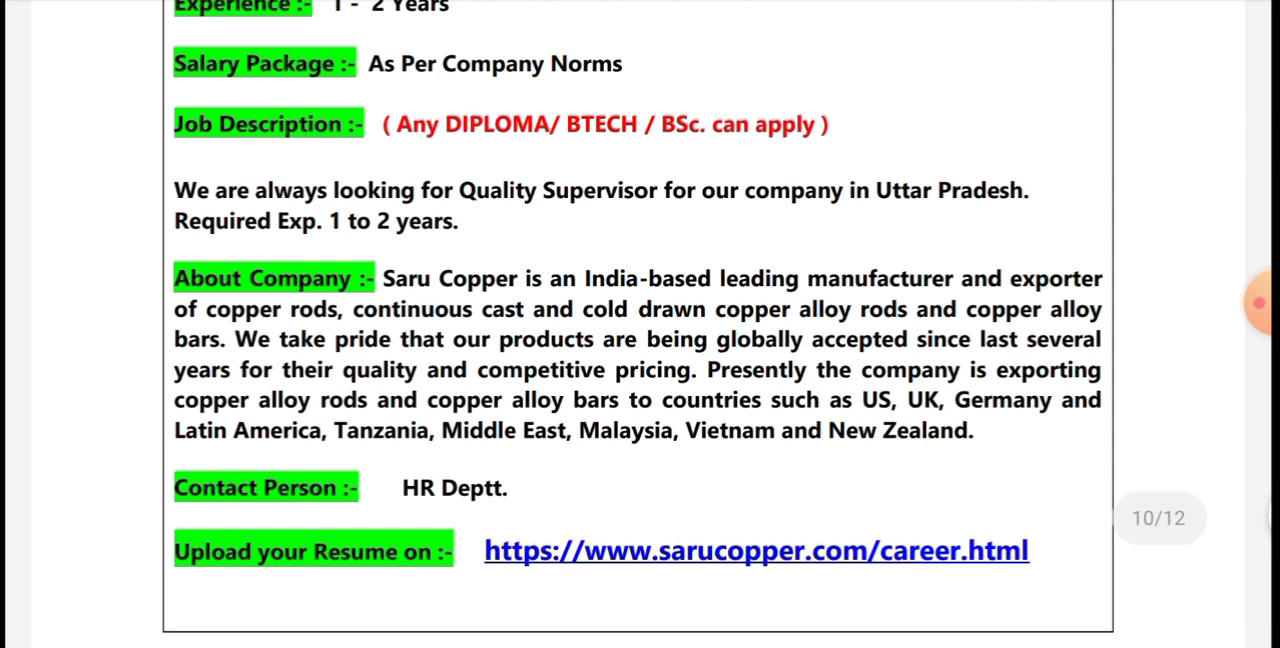 Experience :- 1 - 2 Years
Salary Package :- As Per Company Norms
Job Description :- ( Any DIPLOMA/ BTECH / BSc. can apply )
We are always looking for Quality Supervisor for our company in Uttar Pradesh.
Required Exp. 1 to 2 years.
About Company :- Saru Copper is an India-based leading manufacturer and exporter
of copper rods, continuous cast and cold drawn copper alloy rods and copper alloy
bars. We take pride that our products are being globally accepted since last several
years for their quality and competitive pricing. Presently the company is exporting
copper alloy rods and copper alloy bars to countries such as US, UK, Germany and
Latin America, Tanzania, Middle East, Malaysia, Vietnam and New Zealand.
Contact Person :- HR Deptt.
10/12
Upload your Resume on :- https://www.sarucopper.com/career.html